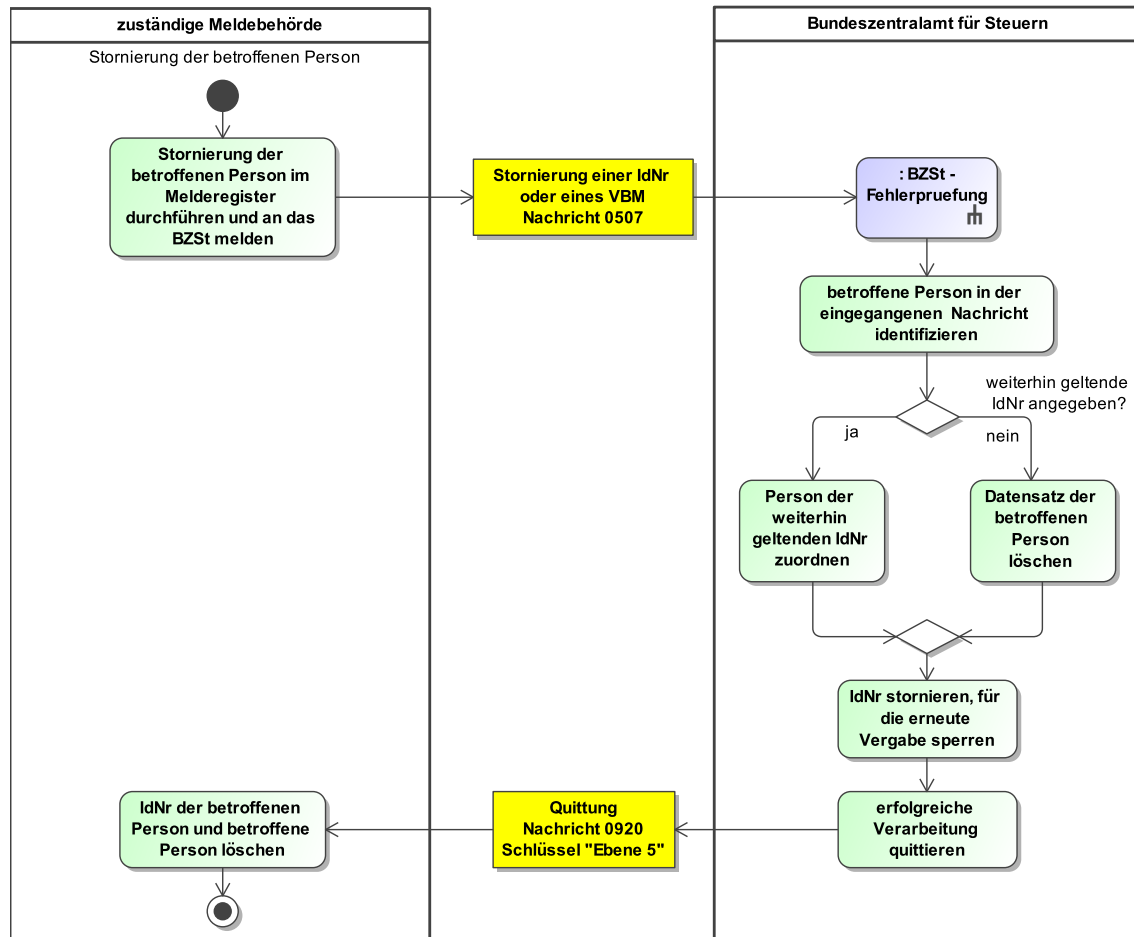 zuständige Meldebehörde
Bundeszentralamt für Steuern
Stornierung der betroffenen Person
Stornierung der
betroffenen Person im
Melderegister
durchführen und an das
BZSt melden
Stornierung einer IdNr
oder eines VBM
Nachricht 0507
: BZSt -
Fehlerpruefung
betroffene Person in der
eingegangenen Nachricht
identifizieren
weiterhin geltende
IdNr angegeben?
ja
nein
Person der
weiterhin
geltenden IdNr
zuordnen
Datensatz der
betroffenen
Person
löschen
IdNr stornieren, für
die erneute
Vergabe sperren
erfolgreiche
Verarbeitung
quittieren
Quittung
Nachricht 0920
Schlüssel "Ebene 5"
IdNr der betroffenen
Person und betroffene
Person löschen